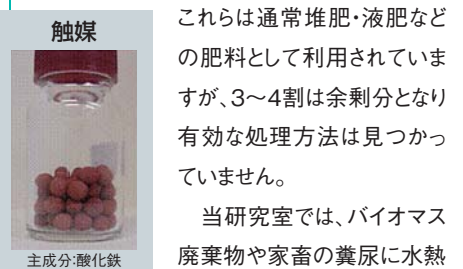 触媒
主成分:酸化鉄
これらは通常堆肥・液肥など
の肥料として利用されていま
すが、3〜4割は余剰分となり
有効な処理方法は見つかっ
ていません。
当研究室では、バイオマス
廃棄物や家畜の糞尿に水熱